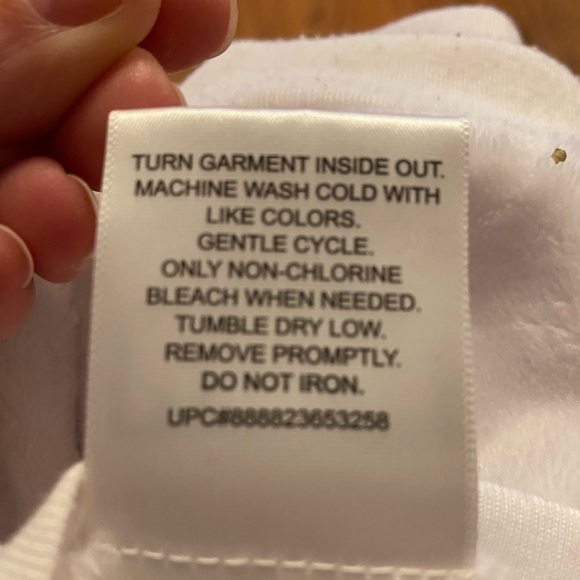 TURN GARMENT INSIDE OUT.
MACHINE WASH COLD WITH
LIKE COLORS.
GENTLE CYCLE.
ONLY NON-CHLORINE
BLEACH WHEN NEEDED.
TUMBLE DRY LOW.
REMOVE PROMPTLY.
DO NOT IRON.
UPC#888823653258